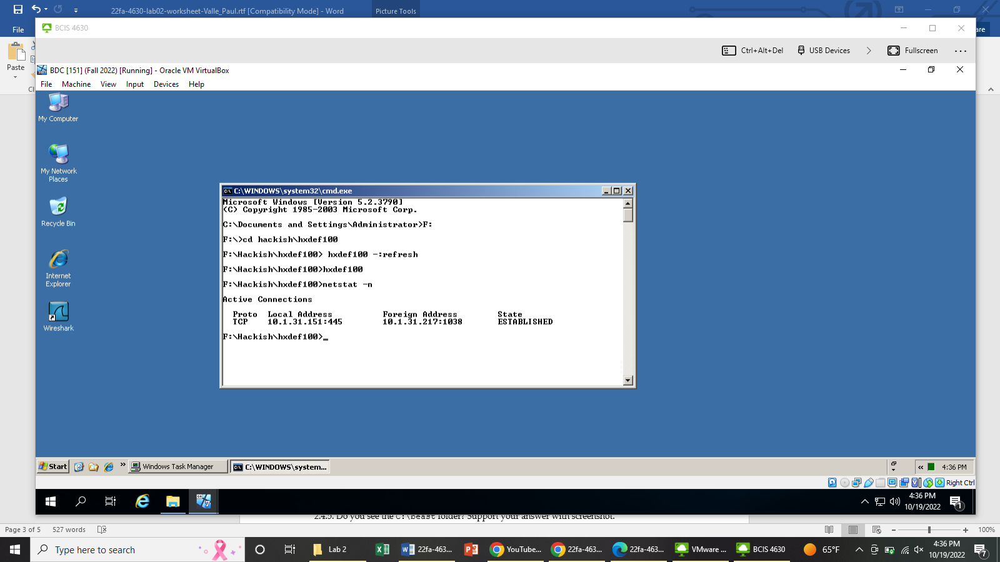 22fa-4630-lab02-worksheet-Valle_Paul.rtf [Compatibility Mode] - Word
Picture Tools
File
BCIS 4630
are
Ctrl+Alt+Del
USB Devices
Fullscreen
Paste
BDC [151] (Fall 2022) [Running] - Oracle VM VirtualBox
File Machine View Input Devices Help
Cl
My Computer
My Network
Places
Recycle Bin
Internet
Explorer
Wireshark
C:\WINDOWS\system32\cmd.exe
Microsoft Windows [Version 5.2.3790]
(C) Copyright 1985-2003 Microsoft Corp.
C:\Documents and Settings\Administrator>F:
F:\>cd hackish\hxdef100
F:\Hackish\hxdef100> hxdef100 -:refresh
F:\Hackish\hxdef100>hxdef100
F:\Hackish\hxdef100>netstat -n
Active Connections
Proto Local Address Foreign Address State
TCP 10.1.31.151:445 10.1.31.217:1038 ESTABLISHED
F:\Hackish\hxdef100>_
Start
Windows Task Manager
C:\WINDOWS\system...
4:36 PM
Right Ctrl
4:36 PM
10/19/2022
1
2.4.5. Do you see the C:\beast folder? Support your answer with screenshot.
Page 3 of 5 527 words
100%
Type here to search
Lab 2
22fa-463...
YouTube...
22fa-463...
22fa-463...
VMware ...
BCIS 4630
65°F
4:36 PM
10/19/2022
7